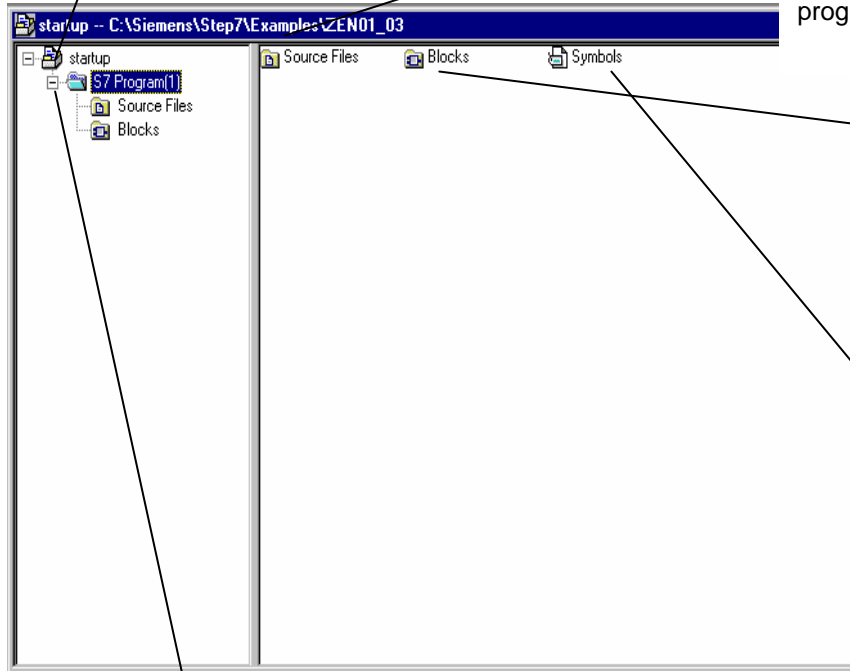 prog
startup -- C:\Siemens\Step7\Examples\ZEN01_03
startup
S7 Program(1)
Source Files
Blocks
Source Files
Blocks
Symbols